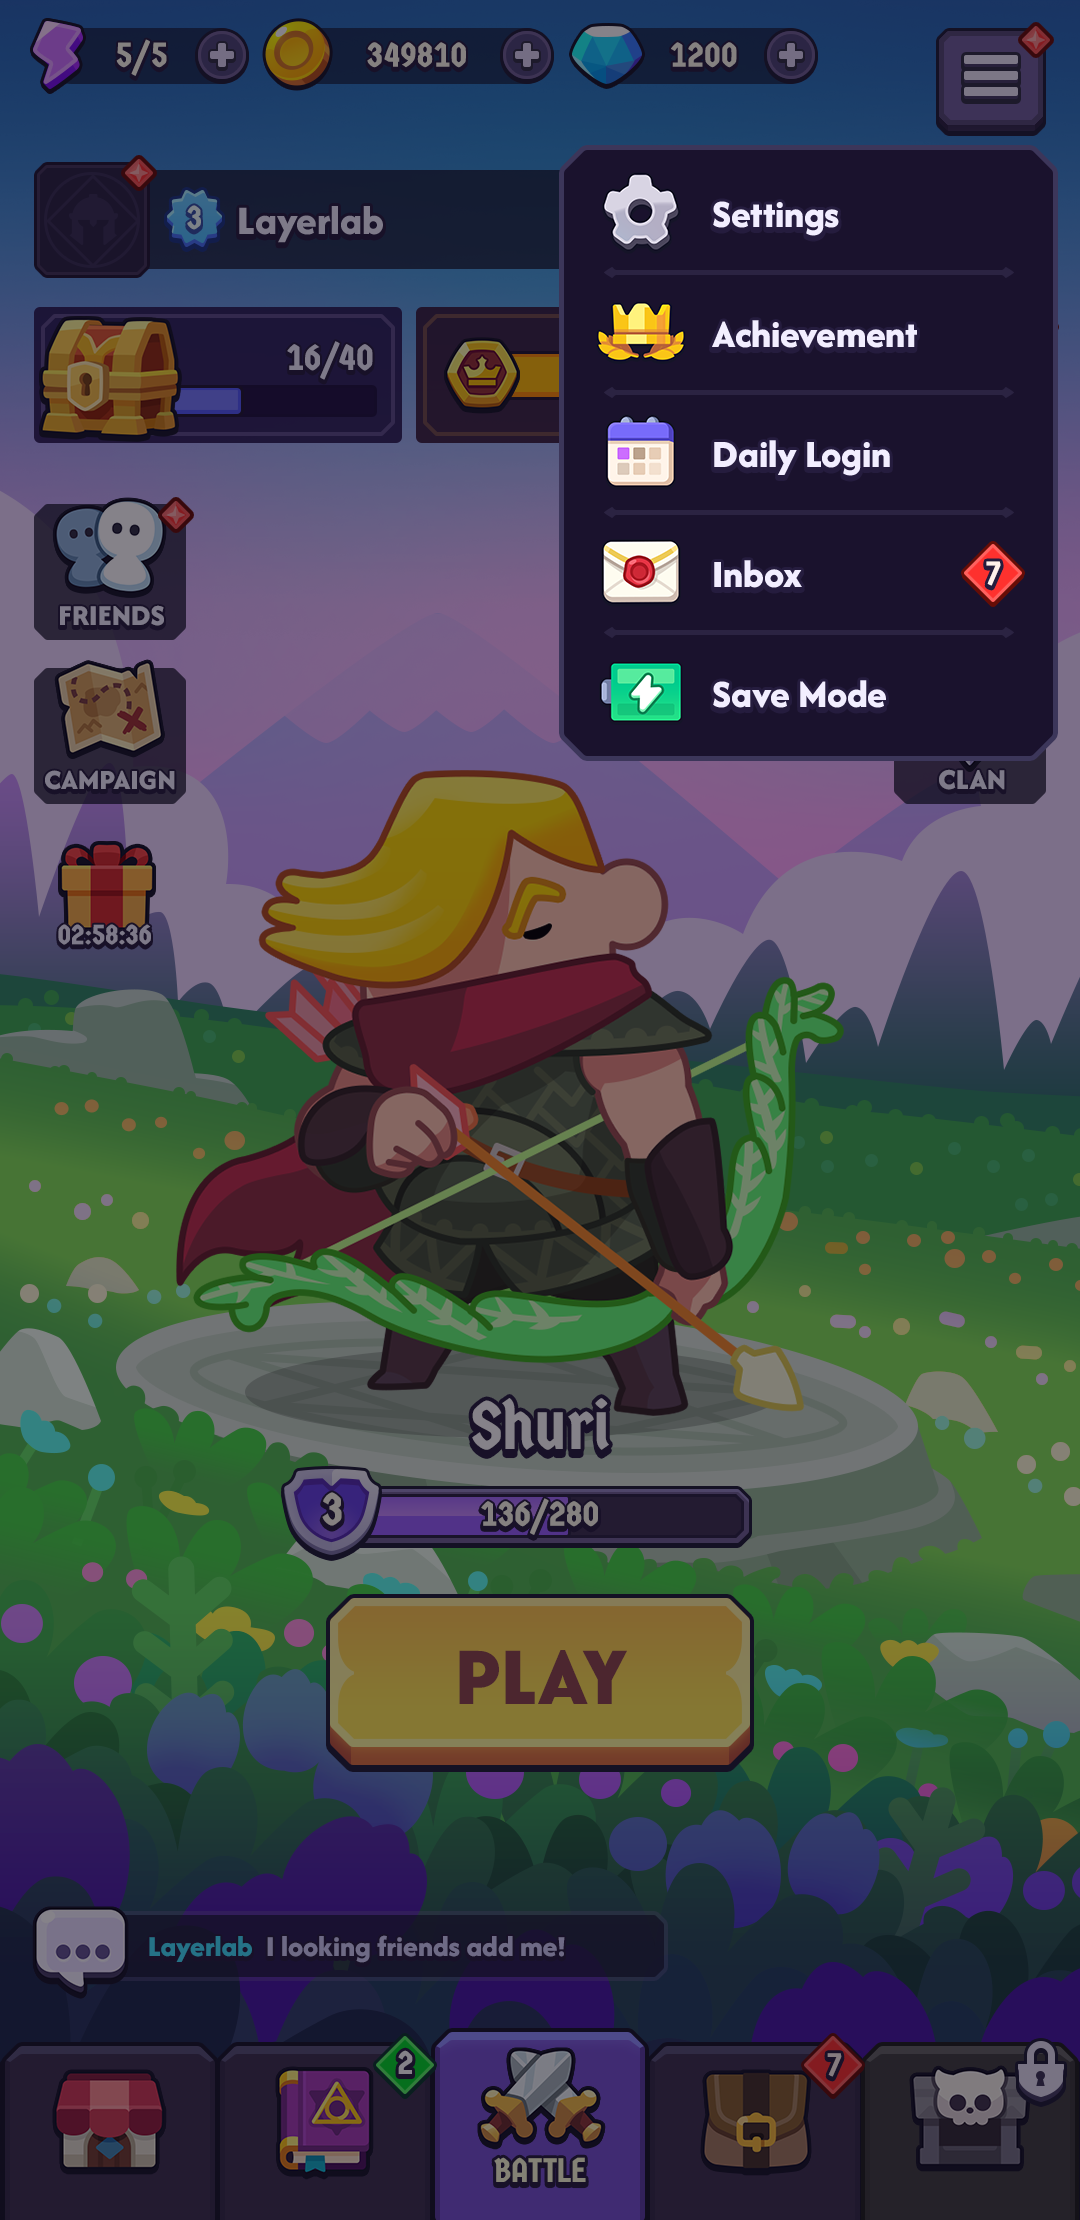 5/5
349810
1200
3
Layerlab
Settings
Achievement
Daily Login
Inbox
7
Save Mode
16/40
FRIENDS
CAMPAIGN
CLAN
02:58:36
Shuri
3
136/280
PLAY
Layerlab I looking friends add me!
2
7
BATTLE